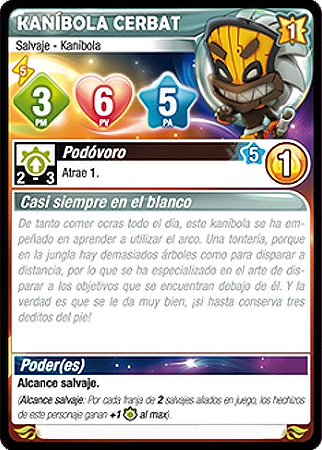 KANÍBOLA CERBAT
1
Salvaje - Kaníbola
5
3
PM
6
PV
5
PA
Podóvoro
5
1
2 - 3
Atrae 1.
Casi siempre en el blanco
De tanto comer ocras todo el día, este kaníbola se ha em-
peñado en aprender a utilizar el arco. Una tontería, porque
en la jungla hay demasiados árboles como para disparar a
distancia, por lo que se ha especializado en el arte de dis-
parar a los objetivos que se encuentran debajo de él. Y la
verdad es que se le da muy bien, ¡si hasta conserva tres
deditos del pie!
Poder(es)
Alcance salvaje.
(Alcance salvaje: Por cada tranja de 2 salvajes aliados en juego, los hechizos
de este personaje ganan +1 al max).